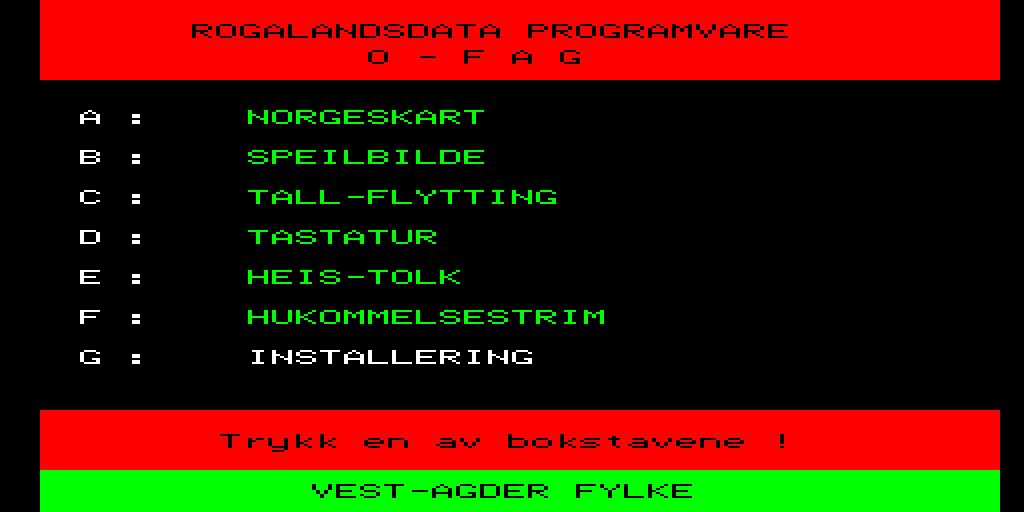 ROGALANDSDATA PROGRAMVARE
O - F A G
A : NORGESKART
B : SPEILBILDE
C : TALL-FLYTTING
D : TASTATUR
E : HEIS-TOLK
F : HUKOMMELSESTRIM
G : INSTALLERING
Trykk en av bokstavene !
VEST-AGDER FYLKE